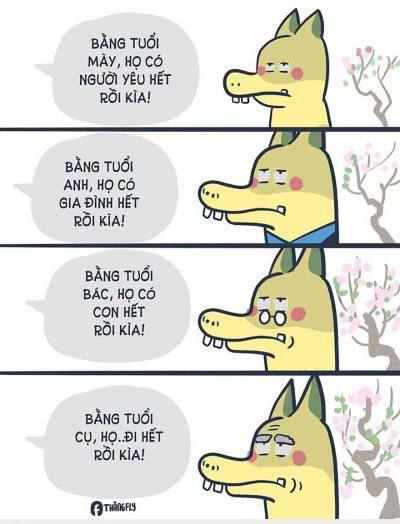 BẰNG TUỔI
MÀY, HỌ CÓ
NGƯỜI YÊU HẾT
RỒI KÌA!
BẰNG TUỔI
ANH, HỌ CÓ
GIA ĐÌNH HẾT
RỒI KÌA!
BẰNG TUỔI
BÁC, HỌ CÓ
CON HẾT
RỒI KÌA!
BẰNG TUỔI
CỤ, HỌ..ĐI HẾT
RỒI KÌA!
THĂNGFLY